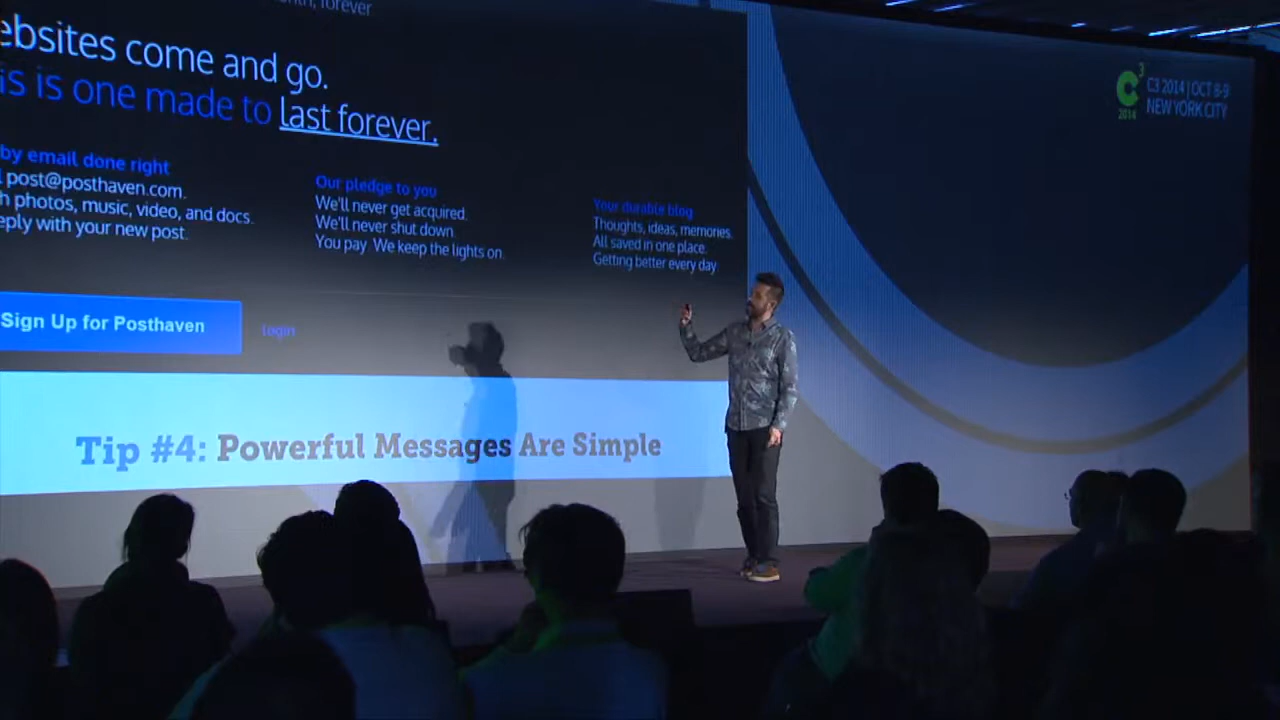 forever
ebsites come and go.
is is one made to last forever.
by email done right
post@posthaven.com.
h photos, music, video, and docs.
eply with your new post.
Our pledge to you
We'll never get acquired.
We'll never shut down.
You pay. We keep the lights on.
Your durable blog
Thoughts, ideas, memories.
All saved in one place.
Getting better every day.
Sign Up for Posthaven
login
Tip #4: Powerful Messages Are Simple
C3
2014
C3 2014 | OCT 8-9
NEW YORK CITY